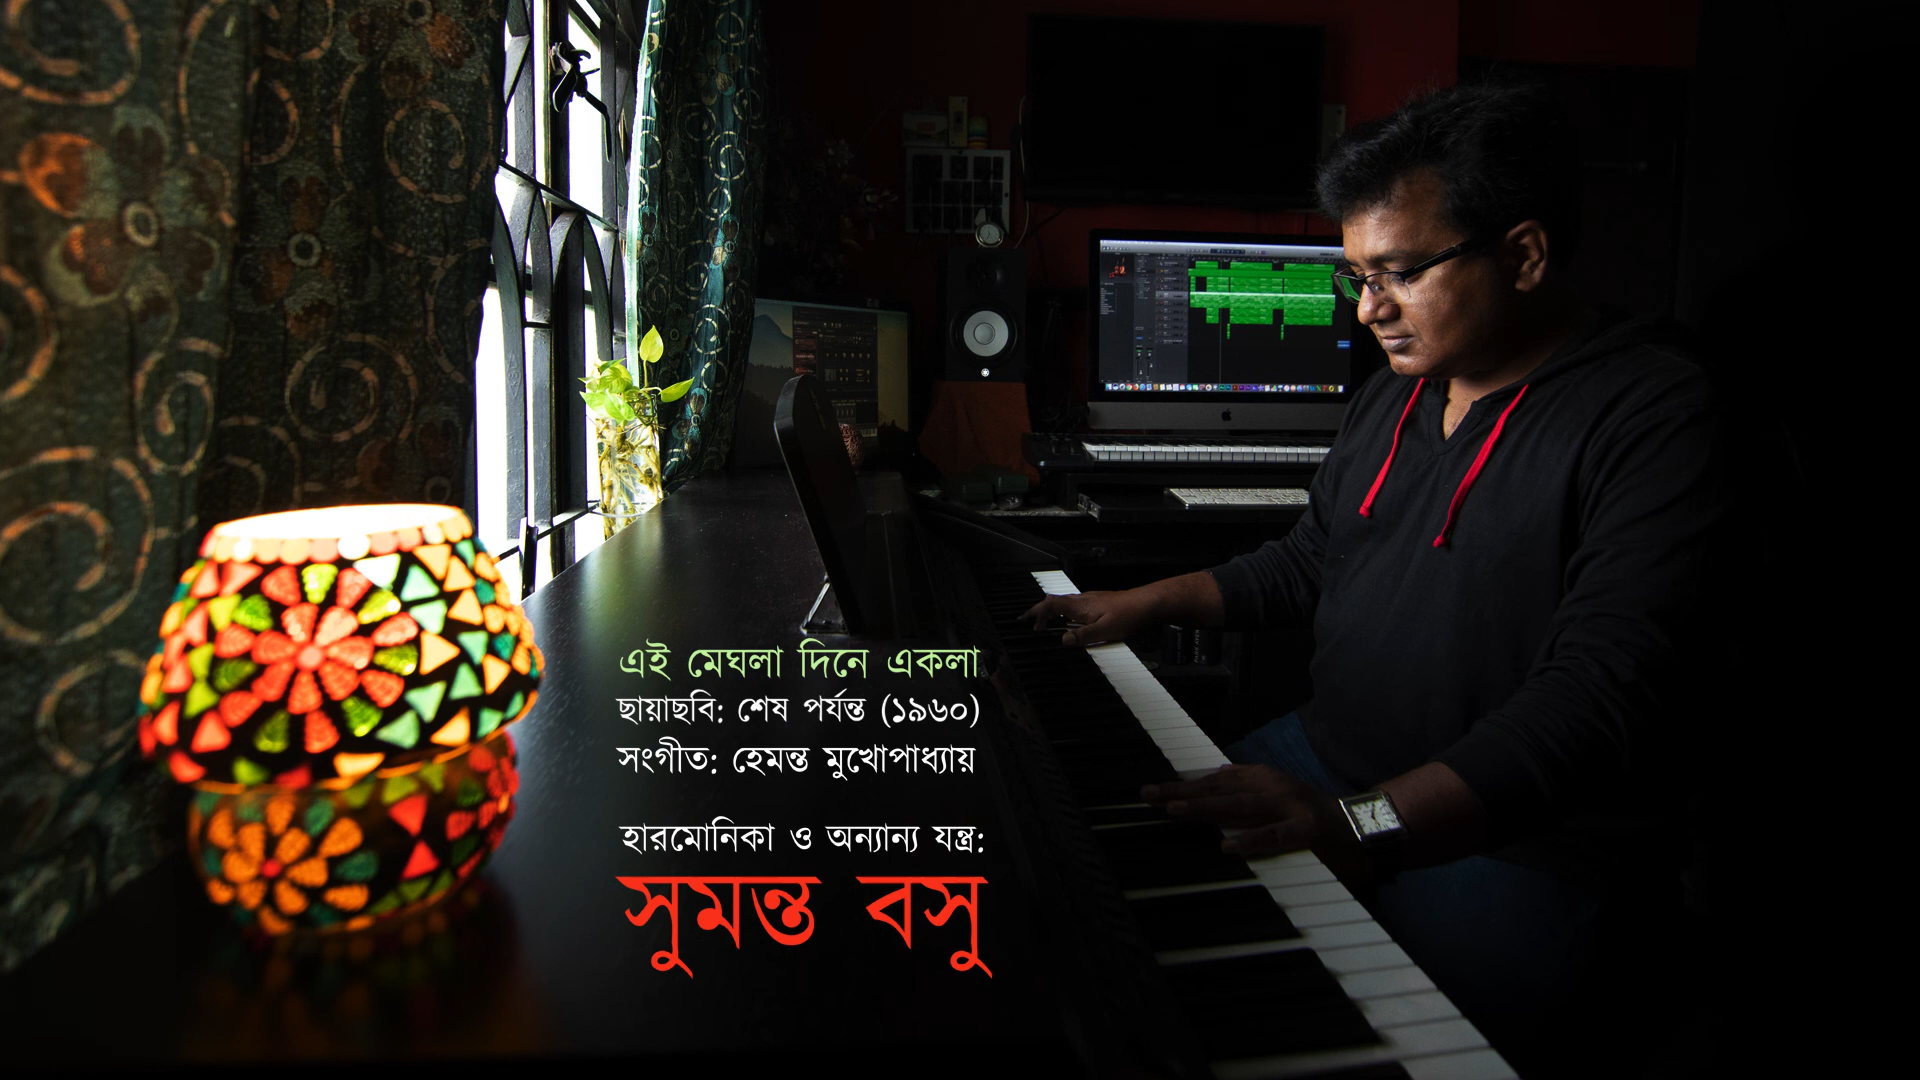 এই মেঘলা দিনে একলা
ছায়াছবি: শেষ পর্যন্ত (১৯৬০)
সংগীত: হেমন্ত মুখোপাধ্যায়
হারমোনিকা ও অন্যান্য যন্ত্র:
সুমন্ত বসু